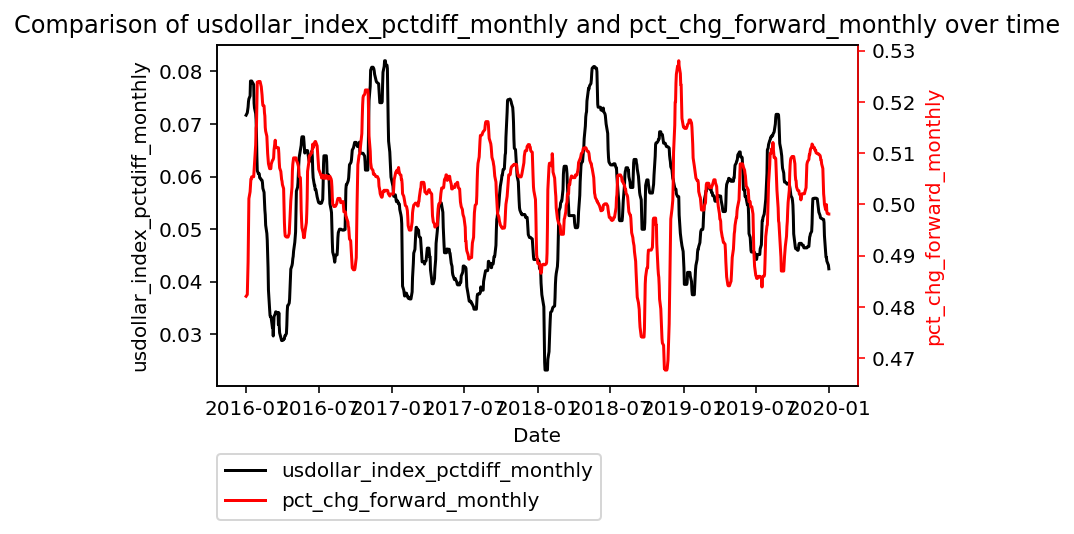 Comparison of usdollar_index_pctdiff_monthly and pct_chg_forward_monthly over time
usdollar_index_pctdiff_monthly
0.08
0.07
0.06
0.05
0.04
0.03
0.53
0.52
0.51
0.50
0.49
0.48
0.47
pct_chg_forward_monthly
2016-01 2016-07 2017-01 2017-07 2018-01 2018-07 2019-01 2019-07 2020-01
Date
usdollar_index_pctdiff_monthly
pct_chg_forward_monthly